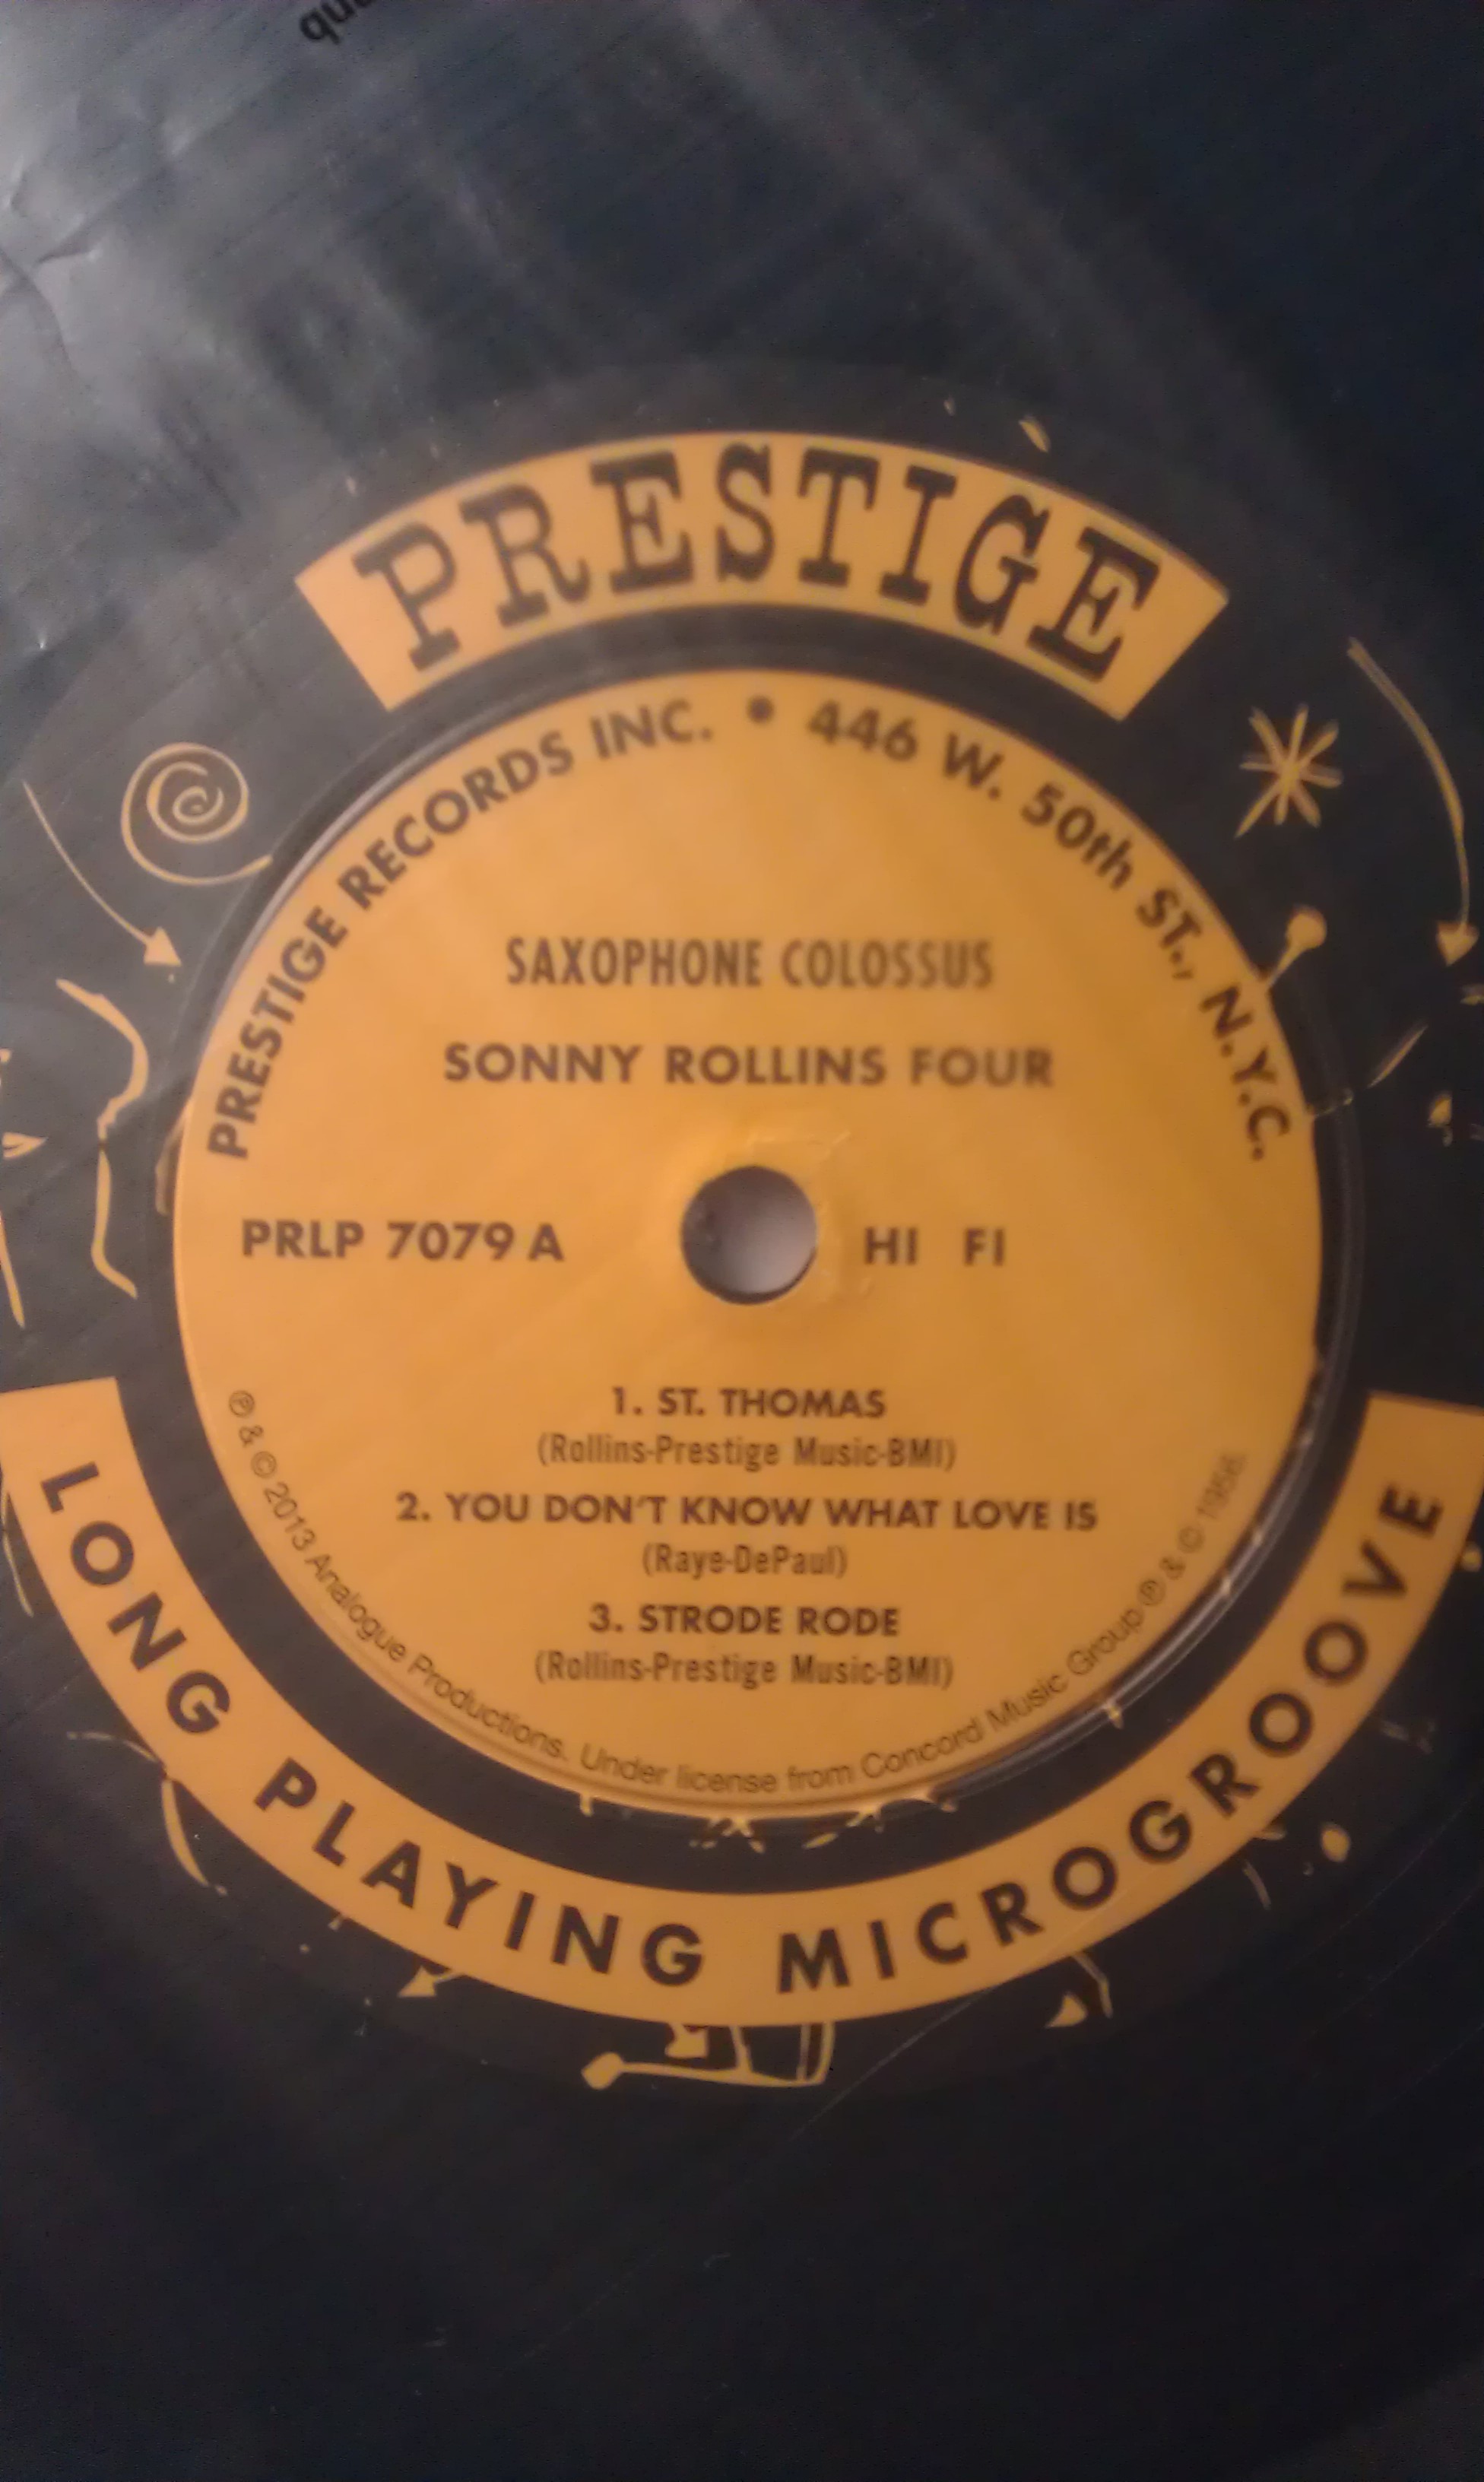 PRESTIGE
PRESTIGE RECORDS INC. • 446 W. 50th ST., N.Y.C.
SAXOPHONE COLOSSUS
SONNY ROLLINS FOUR
PRLP 7079 A HI FI
1. ST. THOMAS
(Rollins-Prestige Music-BMI)
2. YOU DON'T KNOW WHAT LOVE IS
(Raye-DePaul)
3. STRODE RODE
(Rollins-Prestige Music-BMI)
℗ & © 2013 Analogue Productions. Under license from Concord Music Group ℗ & © 1956.
LONG PLAYING MICROGROOVE